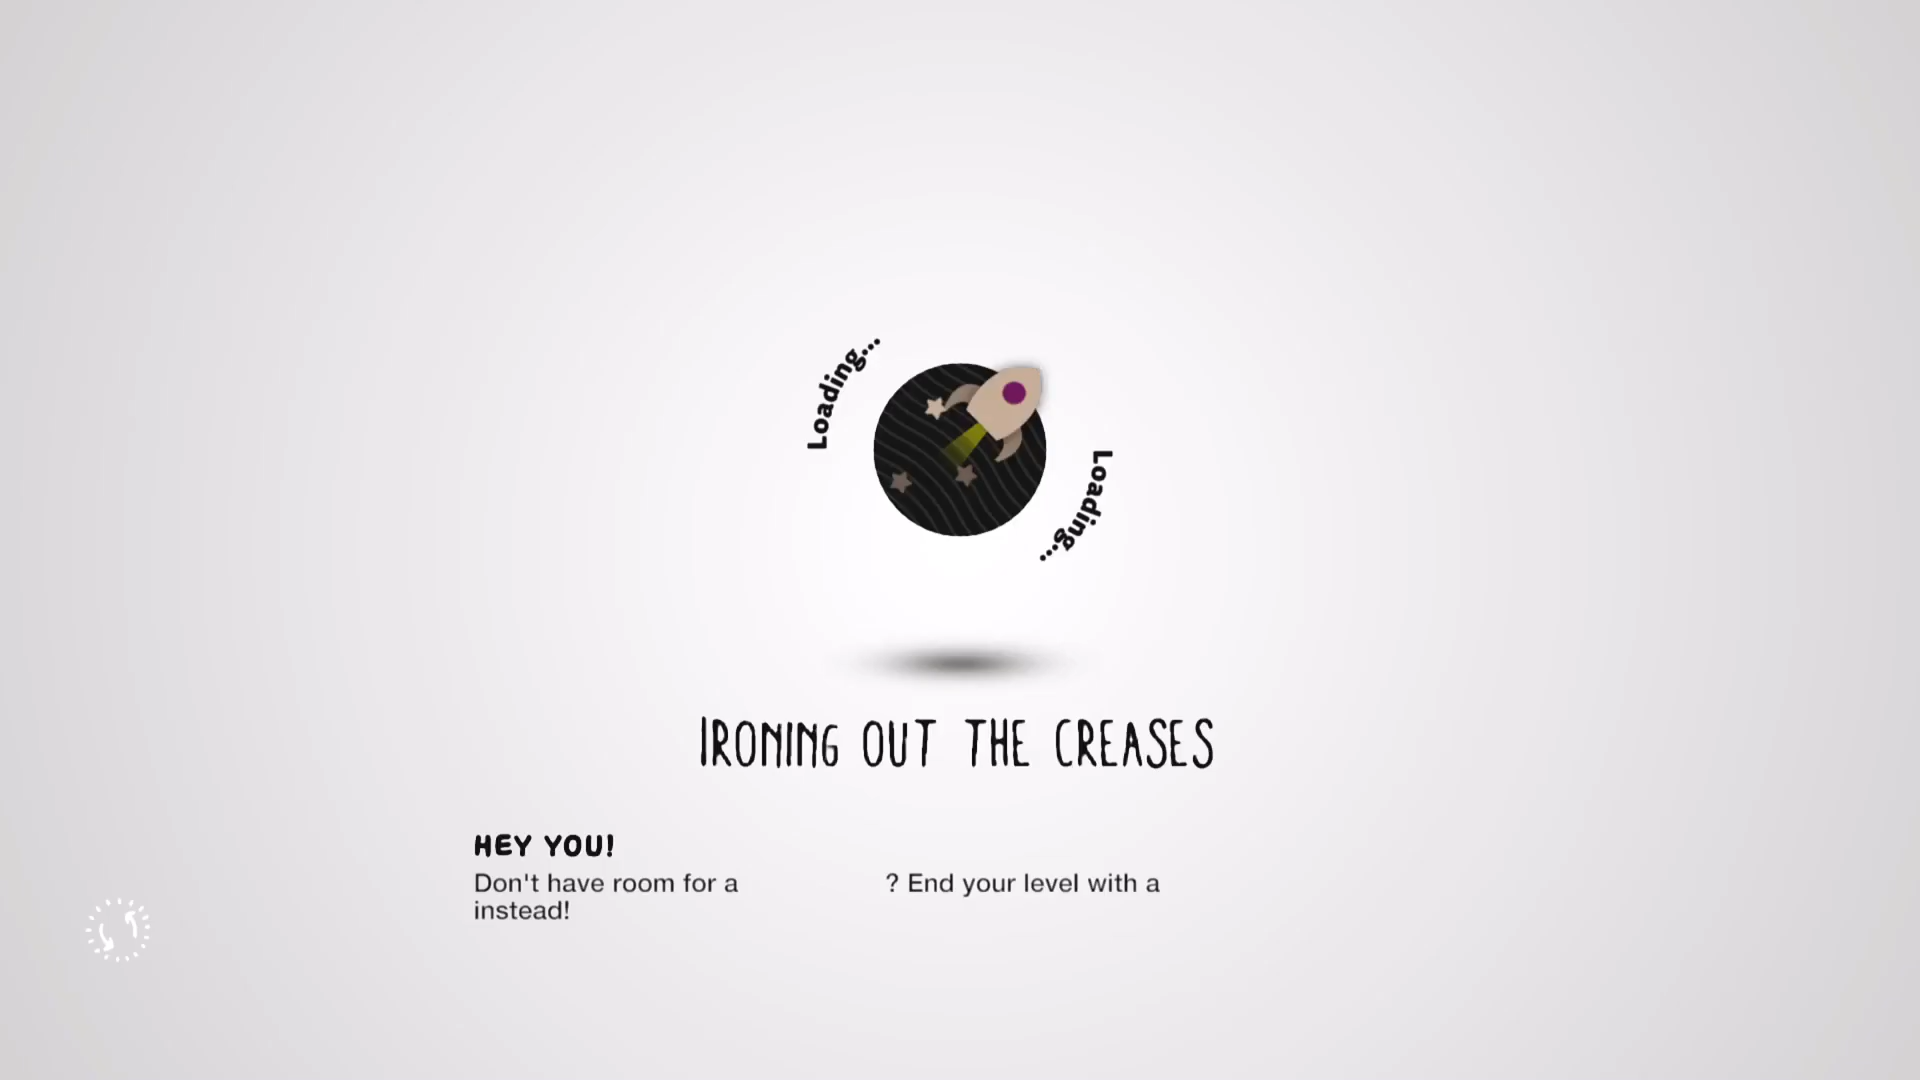 Loading...
Loading...
IRONING OUT THE CREASES
HEY YOU!
Don't have room for a ? End your level with a
instead!